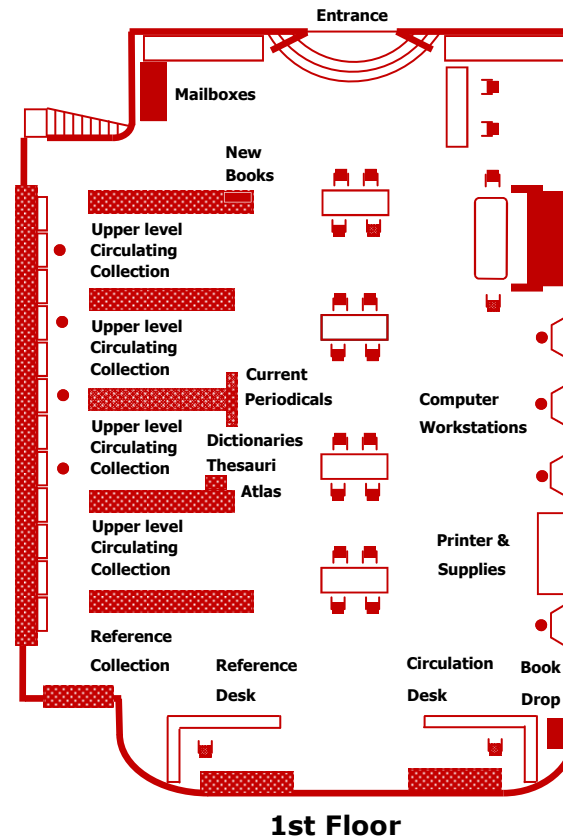 Entrance
Mailboxes
New
Books
Upper level
Circulating
Collection
Upper level
Circulating
Collection
Current
Periodicals
Computer
Workstations
Upper level
Circulating
Collection
Dictionaries
Thesauri
Atlas
Upper level
Circulating
Collection
Printer &
Supplies
Reference
Collection
Reference
Desk
Circulation
Desk
Book
Drop
1st Floor